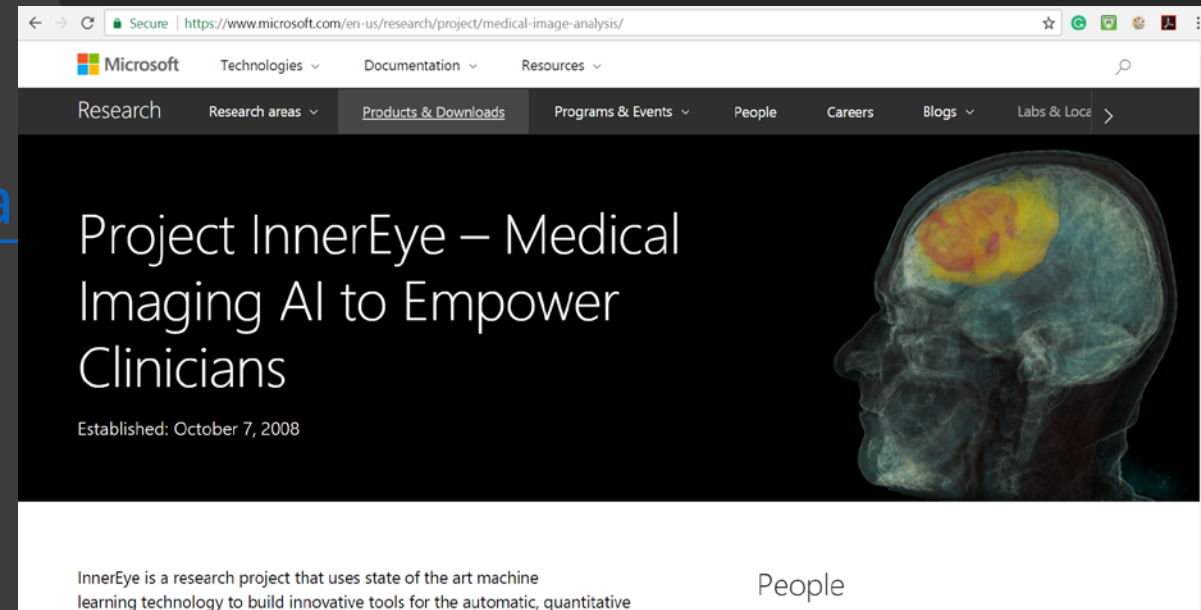 Secure | https://www.microsoft.com/en-us/research/project/medical-image-analysis/
Microsoft Technologies Documentation Resources
Research Research areas Products & Downloads Programs & Events People Careers Blogs Labs & Loca
a
Project InnerEye – Medical
Imaging AI to Empower
Clinicians
Established: October 7, 2008
InnerEye is a research project that uses state of the art machine
learning technology to build innovative tools for the automatic, quantitative
People